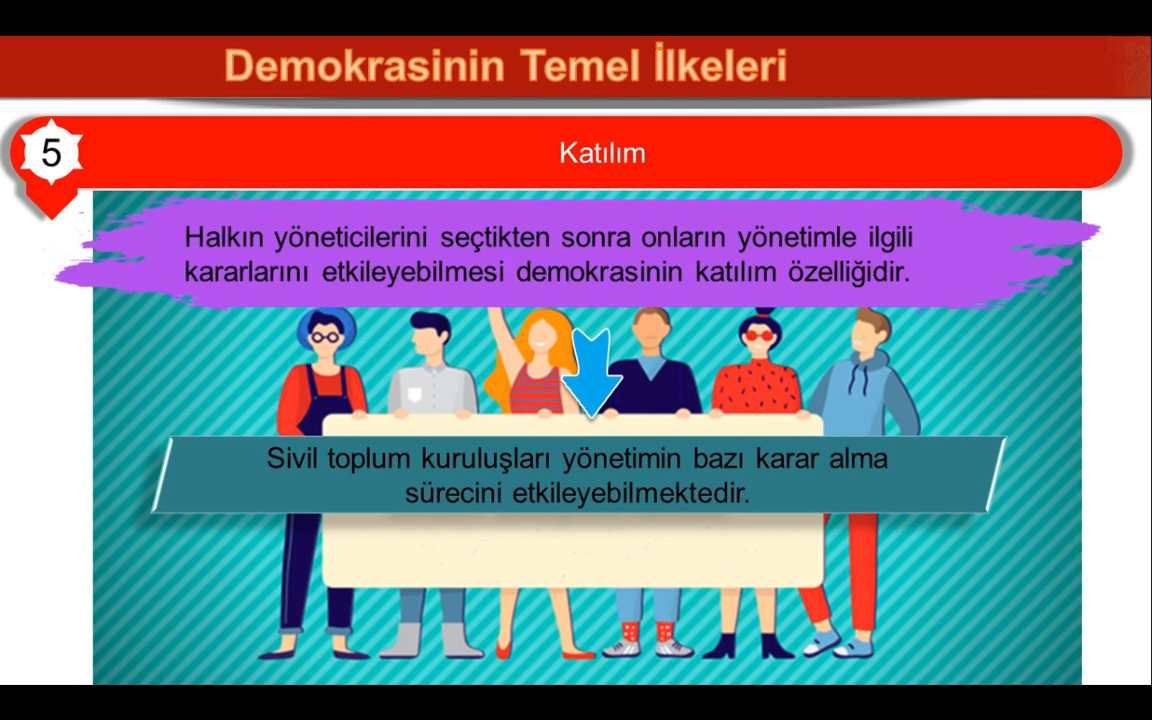 Demokrasinin Temel İlkeleri
5
Katılım
Halkın yöneticilerini seçtikten sonra onların yönetimle ilgili
kararlarını etkileyebilmesi demokrasinin katılım özelliğidir.
Sivil toplum kuruluşları yönetimin bazı karar alma
sürecini etkileyebilmektedir.